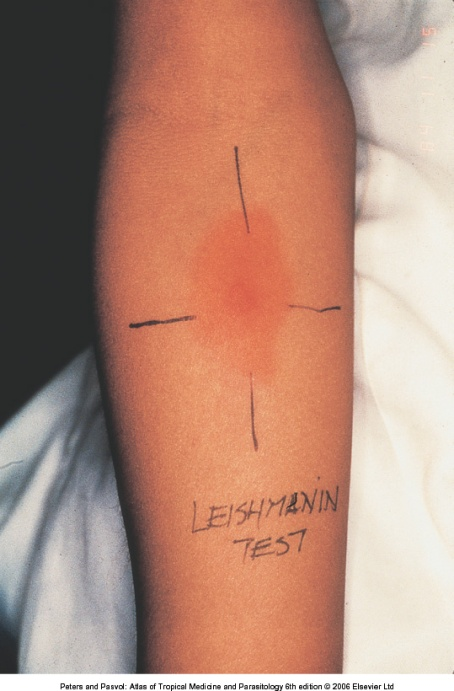 LEISHMANIN
TEST
Peters and Pasvol: Atlas of Tropical Medicine and Parasitology 6th edition © 2006 Elsevier Ltd